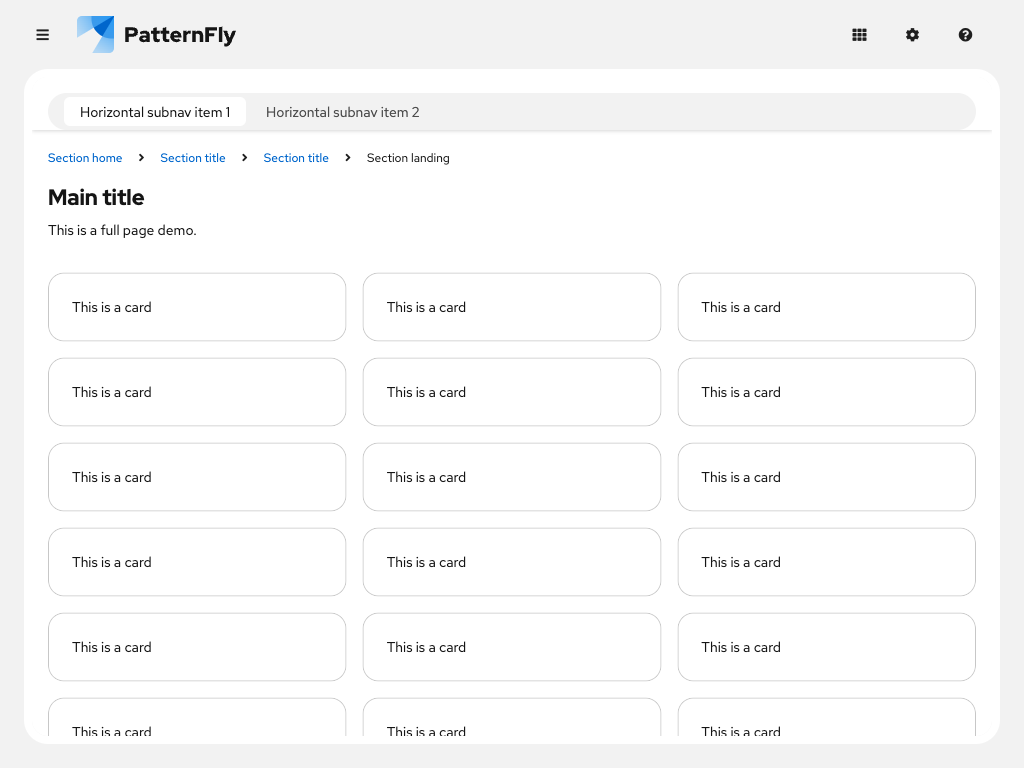 PatternFly
Horizontal subnav item 1 Horizontal subnav item 2
Section home Section title Section title Section landing
Main title
This is a full page demo.
This is a card This is a card This is a card
This is a card This is a card This is a card
This is a card This is a card This is a card
This is a card This is a card This is a card
This is a card This is a card This is a card
This is a card This is a card This is a card